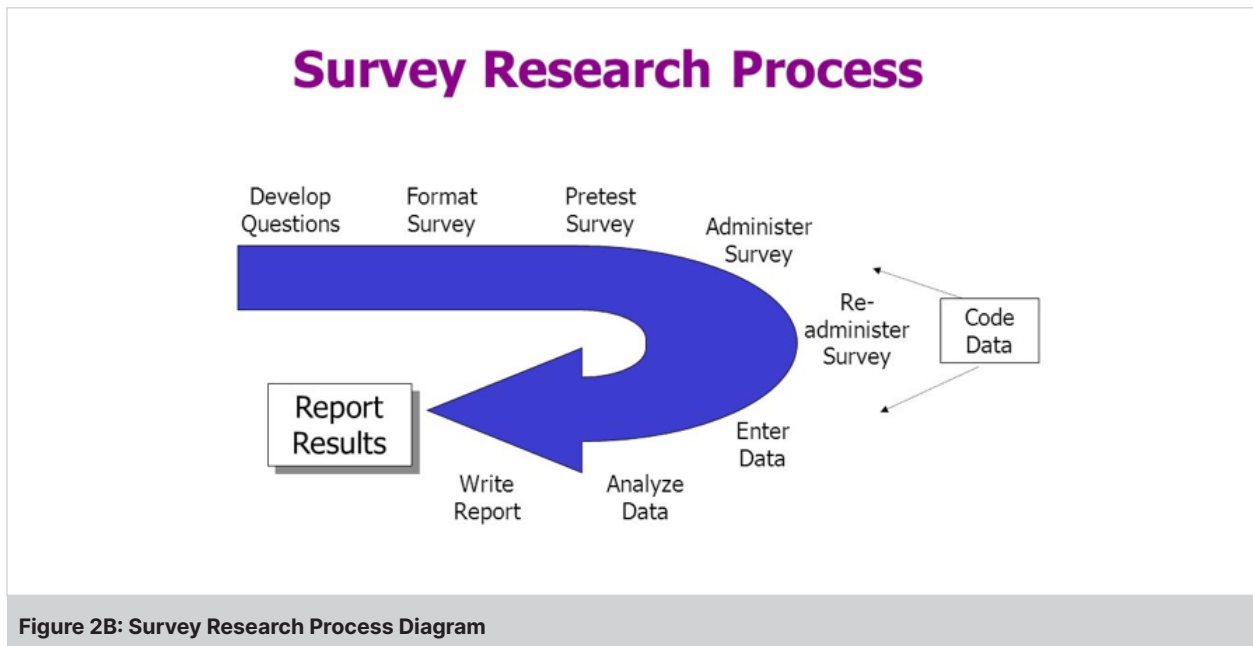 Survey Research Process
Develop
Questions
Format
Survey
Pretest
Survey
Administer
Survey
Re-
administer
Survey
Code
Data
Enter
Data
Analyze
Data
Write
Report
Report
Results
Figure 2B: Survey Research Process Diagram